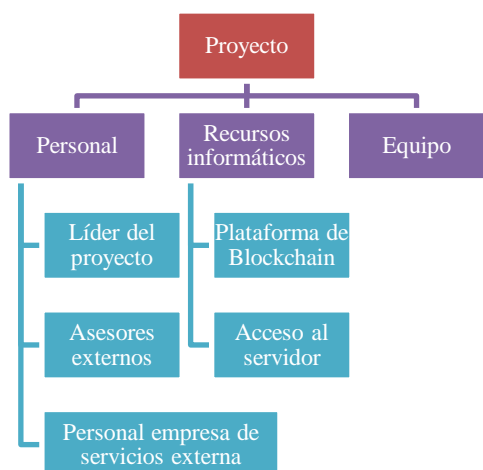 Proyecto
Personal
Recursos
informáticos
Equipo
Líder del
proyecto
Plataforma de
Blockchain
Asesores
externos
Acceso al
servidor
Personal empresa de
servicios externa